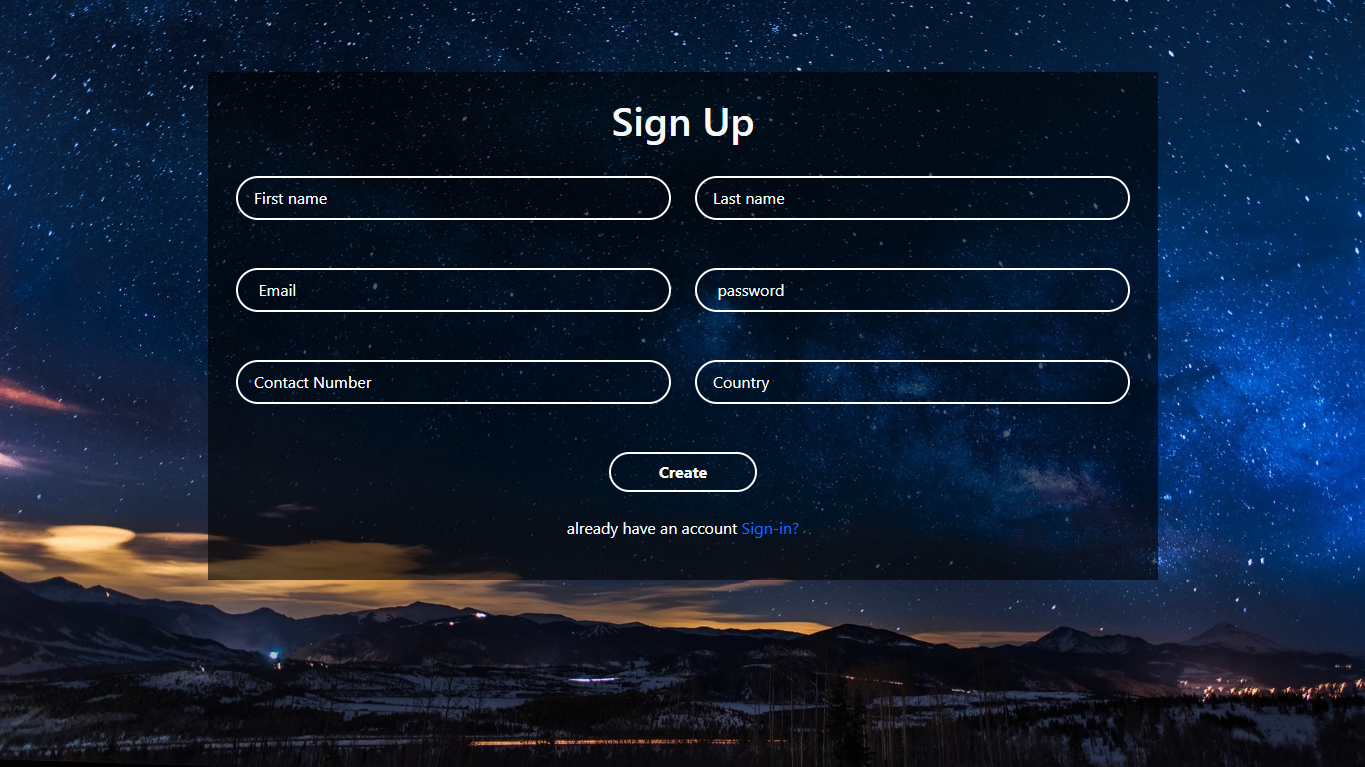 Sign Up
First name
Last name
Email
password
Contact Number
Country
Create
already have an account Sign-in?